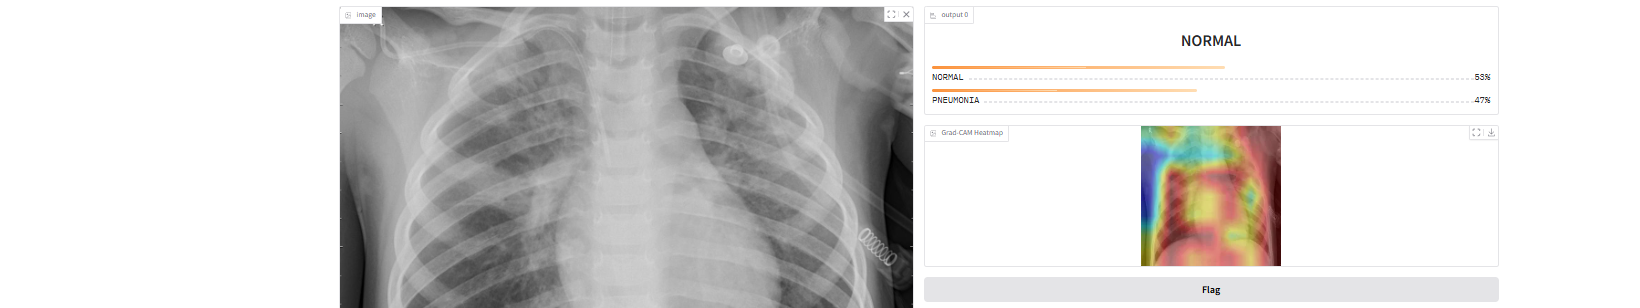 image
output 0
NORMAL
NORMAL 53%
PNEUMONIA 47%
Grad-CAM Heatmap
Flag